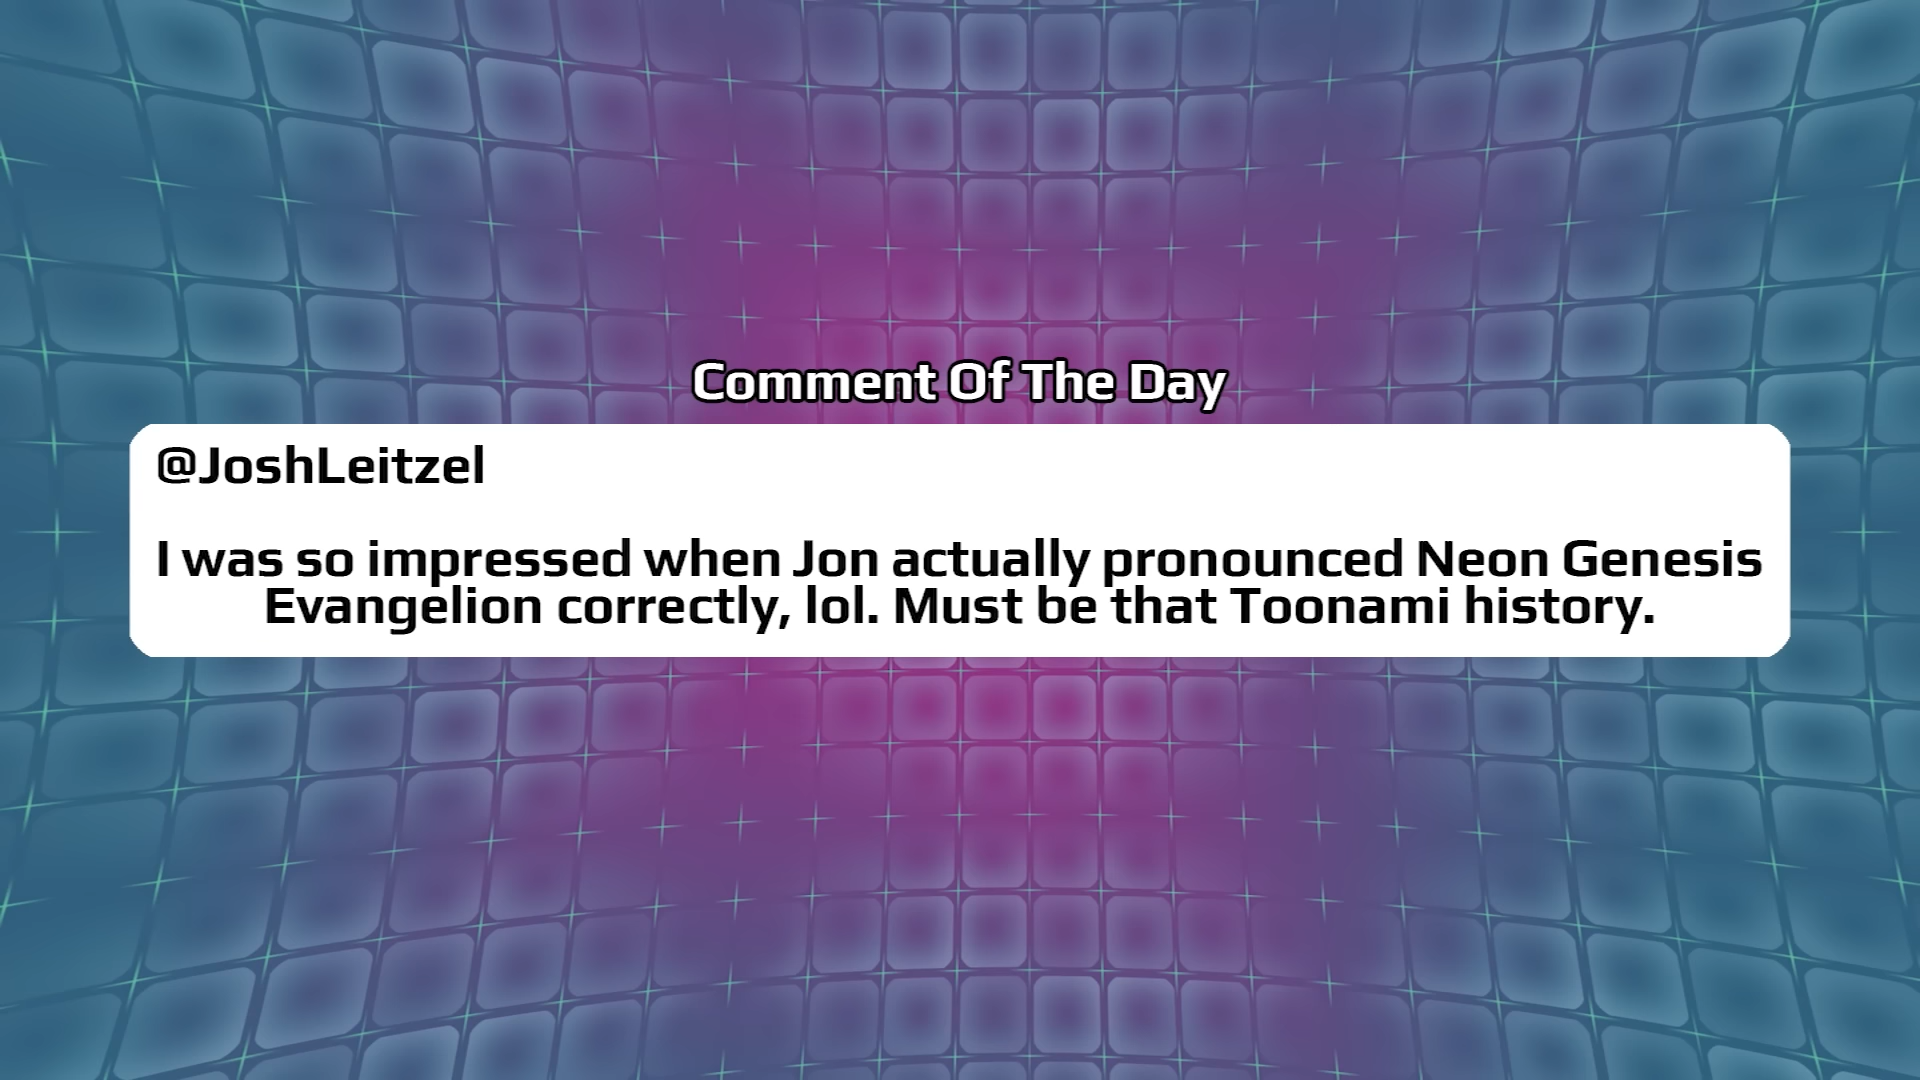 Comment Of The Day
@JoshLeitzel
I was so impressed when Jon actually pronounced Neon Genesis
Evangelion correctly, lol. Must be that Toonami history.